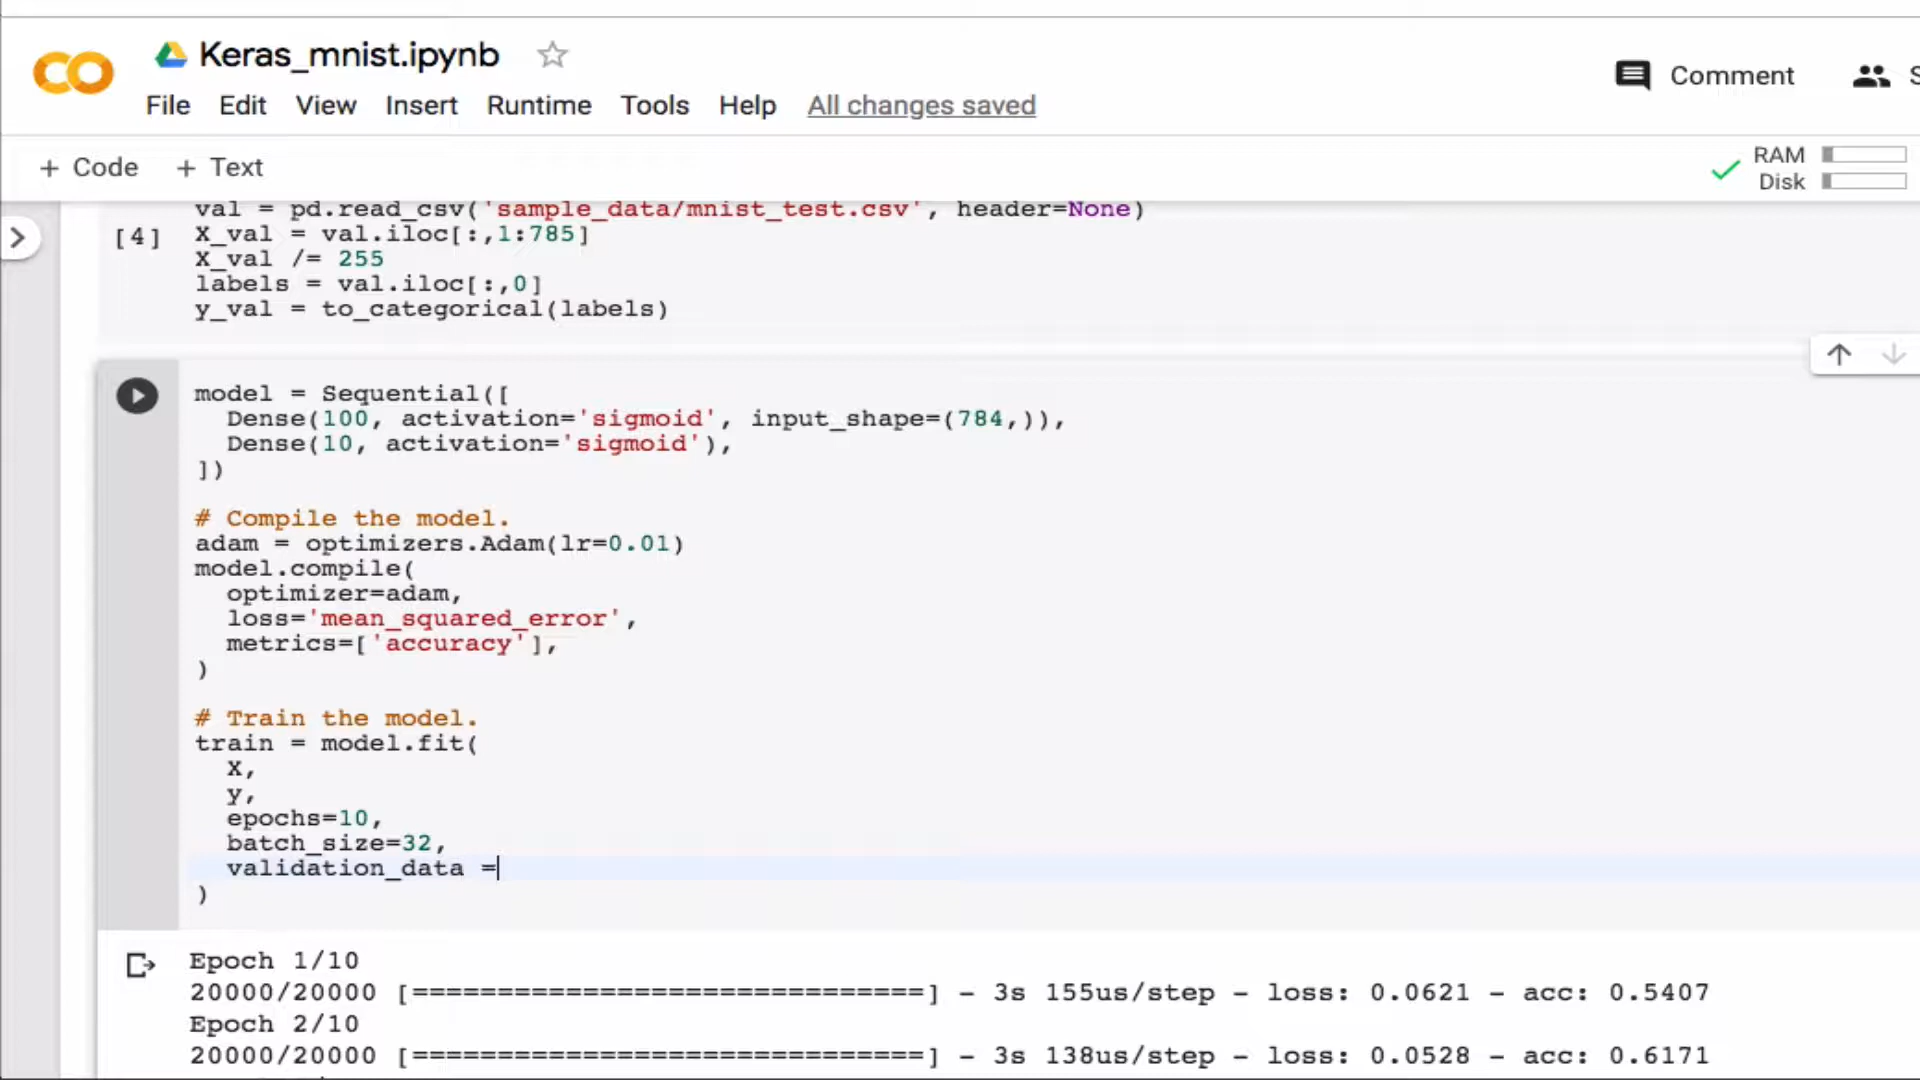 Keras_mnist.ipynb
File Edit View Insert Runtime Tools Help All changes saved
Comment S
+ Code + Text
RAM
Disk
val = pd.read_csv('sample_data/mnist_test.csv', header=None)
[4] X_val = val.iloc[:,1:785]
X_val /= 255
labels = val.iloc[:,0]
y_val = to_categorical(labels)
model = Sequential([
Dense(100, activation='sigmoid', input_shape=(784,)),
Dense(10, activation='sigmoid'),
])
# Compile the model.
adam = optimizers.Adam(lr=0.01)
model.compile(
optimizer=adam,
loss='mean_squared_error',
metrics=['accuracy'],
)
# Train the model.
train = model.fit(
X,
y,
epochs=10,
batch_size=32,
validation_data =
)
Epoch 1/10
20000/20000 [==============================] - 3s 155us/step - loss: 0.0621 - acc: 0.5407
Epoch 2/10
20000/20000 [==============================] - 3s 138us/step - loss: 0.0528 - acc: 0.6171